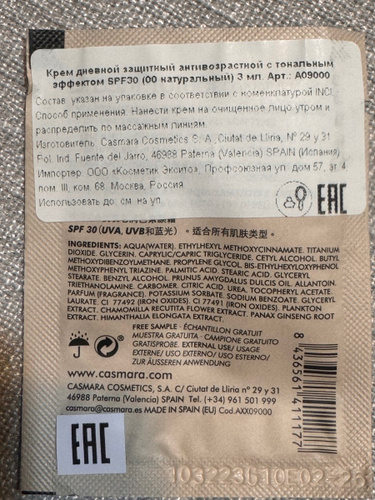 Крем дневной защитный антивозрастной с тональным
эффектом SPF30 (00 натуральный) 3 мл. Арт.: A09000
Состав: указан на упаковке в соответствии с номенклатурой INCI
Способ применения: Нанести крем на очищенное лицо утром и
распределить по массажным линиям.
Изготовитель: Casmara Cosmetics S. A. ,Ciutat de Lliria, Nº 29 y 31
Pol. Ind. Fuente del Jarro, 46988 Paterna (Valencia) SPAIN (Испания)
Импортер: ООО «Косметик Эксито», Профсоюзная ул. дом 57, эт. 4,
пом. III, ком. 68. Москва, Россия
Использовать до: см. на уп.
EAC
SPF 30 (UVA, UVB和蓝光) • 适合所有肌肤类型 •
INGREDIENTS: AQUA(WATER). ETHYLHEXYL METHOXYCINNAMATE. TITANIUM
DIOXIDE. GLYCERIN. CAPRYLIC/CAPRIC TRIGLYCERIDE. CETYL ALCOHOL. BUTYL
METHOXYDIBENZOYLMETHANE. PROPYLENE GLYCOL. BIS-ETHYLHEXYLOXYPHENOL
METHOXYPHENYL TRIAZINE. PALMITIC ACID. STEARIC ACID. GLYCERYL
STEARATE. BENZYL ALCOHOL. PRUNUS AMYGDALUS DULCIS OIL. ALLANTOIN.
TRIETHANOLAMINE. CARBOMER. CITRIC ACID. UREA. TOCOPHERYL ACETATE.
PARFUM (FRAGRANCE). POTASSIUM SORBATE. SODIUM BENZOATE. GLYCERYL
LAURATE. CI 77492 (IRON OXIDES). CI 77491 (IRON OXIDES). PLANKTON
EXTRACT. CHAMOMILLA RECUTITA FLOWER EXTRACT. PANAX GINSENG ROOT
EXTRACT. HIMANTHALIA ELONGATA EXTRACT.
FREE SAMPLE · ÉCHANTILLON GRATUIT
MUESTRA GRATUITA · CAMPIONE GRATUITO
GRATISPROBE. EXTERNAL USE/ USAGE
EXTERNE/ USO EXTERNO/ USO ESTERNO/
ZUR ÄUSSEREN ANWENDUNG
www.casmara.com
CASMARA COSMETICS, S.A. C/ Ciutat de Llíria nº 29 y 31
46988 Paterna (Valencia) SPAIN. Tel: (+34) 961 501 999
casmara@casmara.es MADE IN SPAIN (EU) Cod.AXX09000
8 436561 411177
EAC